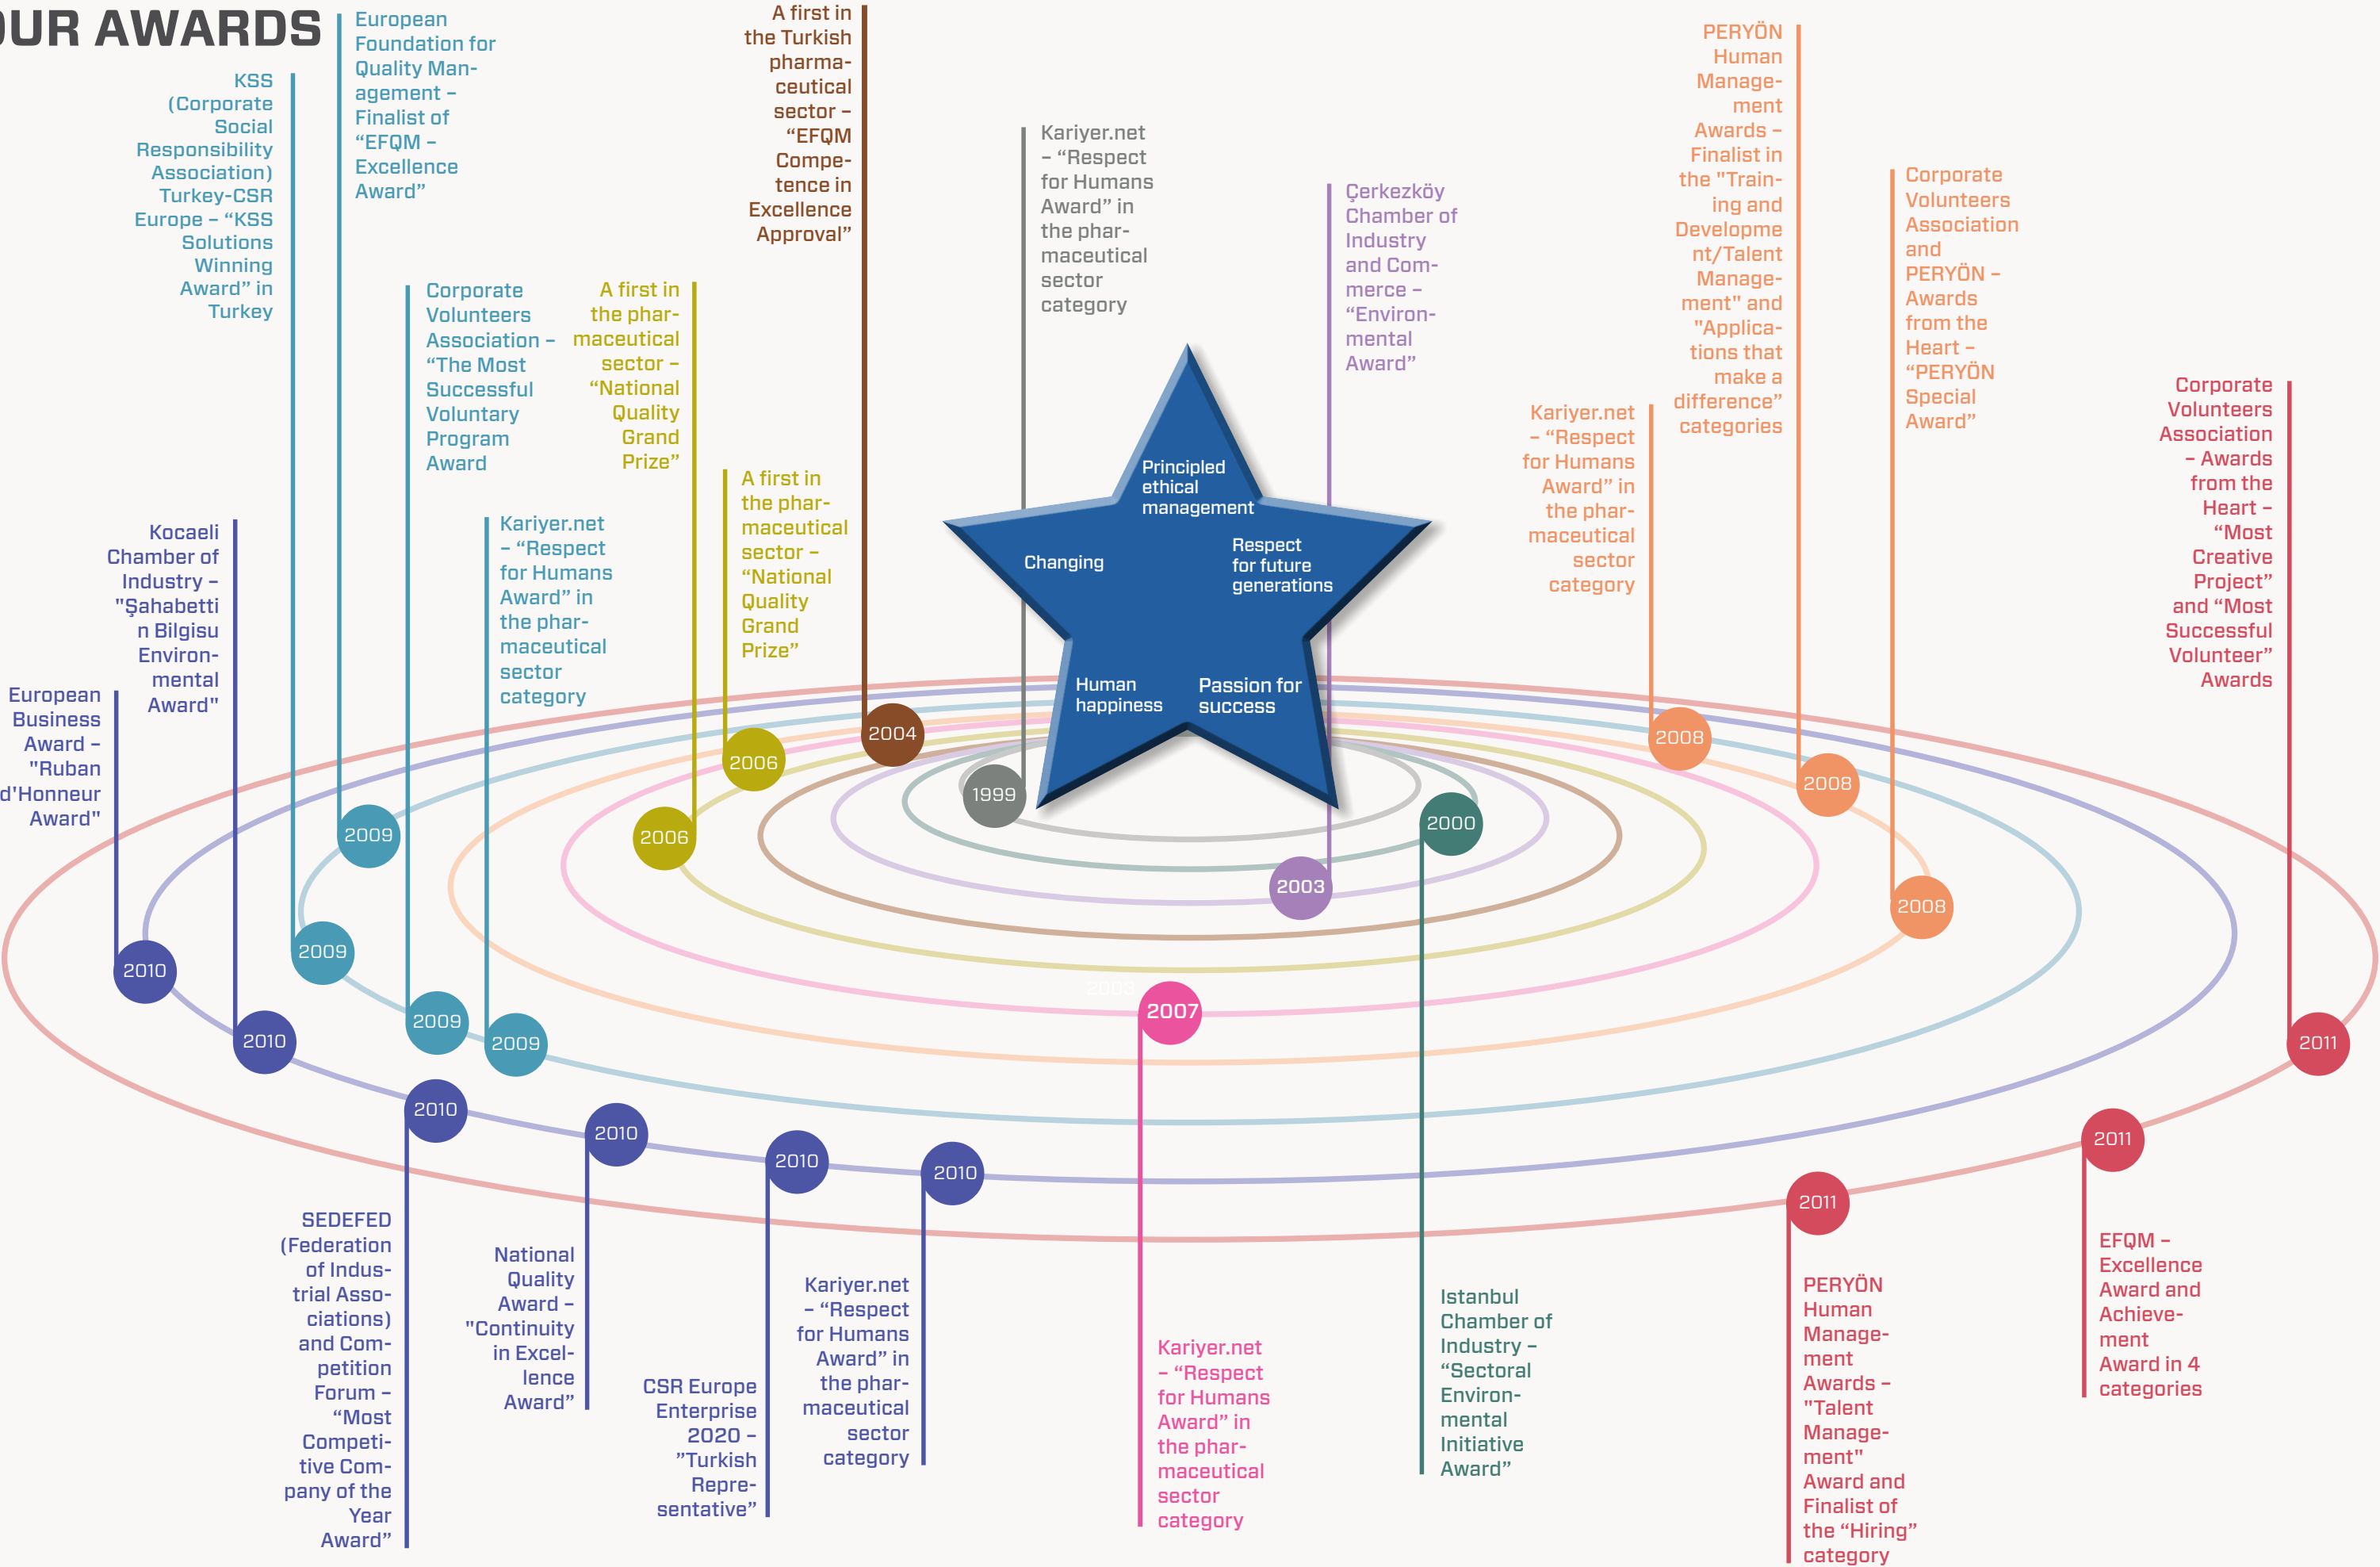 OUR AWARDS
European
Foundation for
Quality Man-
agement –
Finalist of
“EFQM –
Excellence
Award”
KSS
(Corporate
Social
Responsibility
Association)
Turkey-CSR
Europe – “KSS
Solutions
Winning
Award” in
Turkey
Corporate
Volunteers
Association –
“The Most
Successful
Voluntary
Program
Award
Kariyer.net
– “Respect
for Humans
Award” in
the phar-
maceutical
sector
category
Kocaeli
Chamber of
Industry –
"Şahabetti
n Bilgisu
Environ-
mental
Award"
European
Business
Award –
"Ruban
d'Honneur
Award"
A first in
the phar-
maceutical
sector –
“National
Quality
Grand
Prize”
A first in
the phar-
maceutical
sector –
“National
Quality
Grand
Prize”
A first in
the Turkish
pharma-
ceutical
sector –
“EFQM
Compe-
tence in
Excellence
Approval”
Kariyer.net
– “Respect
for Humans
Award” in
the phar-
maceutical
sector
category
Çerkezköy
Chamber of
Industry
and Com-
merce –
“Environ-
mental
Award”
Kariyer.net
– “Respect
for Humans
Award” in
the phar-
maceutical
sector
category
PERYÖN
Human
Manage-
ment
Awards –
Finalist in
the "Train-
ing and
Developme
nt/Talent
Manage-
ment" and
"Applica-
tions that
make a
difference”
categories
Corporate
Volunteers
Association
and
PERYÖN –
Awards
from the
Heart –
“PERYÖN
Special
Award”
Corporate
Volunteers
Association
– Awards
from the
Heart –
“Most
Creative
Project”
and “Most
Successful
Volunteer”
Awards
Principled
ethical
management
Changing
Respect
for future
generations
Human
happiness
Passion for
success
2004
2008
2006
2008
1999
2000
2009
2006
2003
2008
2009
2010
2003
2007
2009
2009
2010
2011
2010
2010
2011
2010
2010
2011
SEDEFED
(Federation
of Indus-
trial Asso-
ciations)
and Com-
petition
Forum –
“Most
Competi-
tive Com-
pany of the
Year
Award”
National
Quality
Award –
"Continuity
in Excel-
lence
Award”
CSR Europe
Enterprise
2020 –
”Turkish
Repre-
sentative”
Kariyer.net
– “Respect
for Humans
Award” in
the phar-
maceutical
sector
category
Kariyer.net
– “Respect
for Humans
Award” in
the phar-
maceutical
sector
category
Istanbul
Chamber of
Industry –
“Sectoral
Environ-
mental
Initiative
Award”
PERYÖN
Human
Manage-
ment
Awards –
"Talent
Manage-
ment"
Award and
Finalist of
the “Hiring”
category
EFQM –
Excellence
Award and
Achieve-
ment
Award in 4
categories